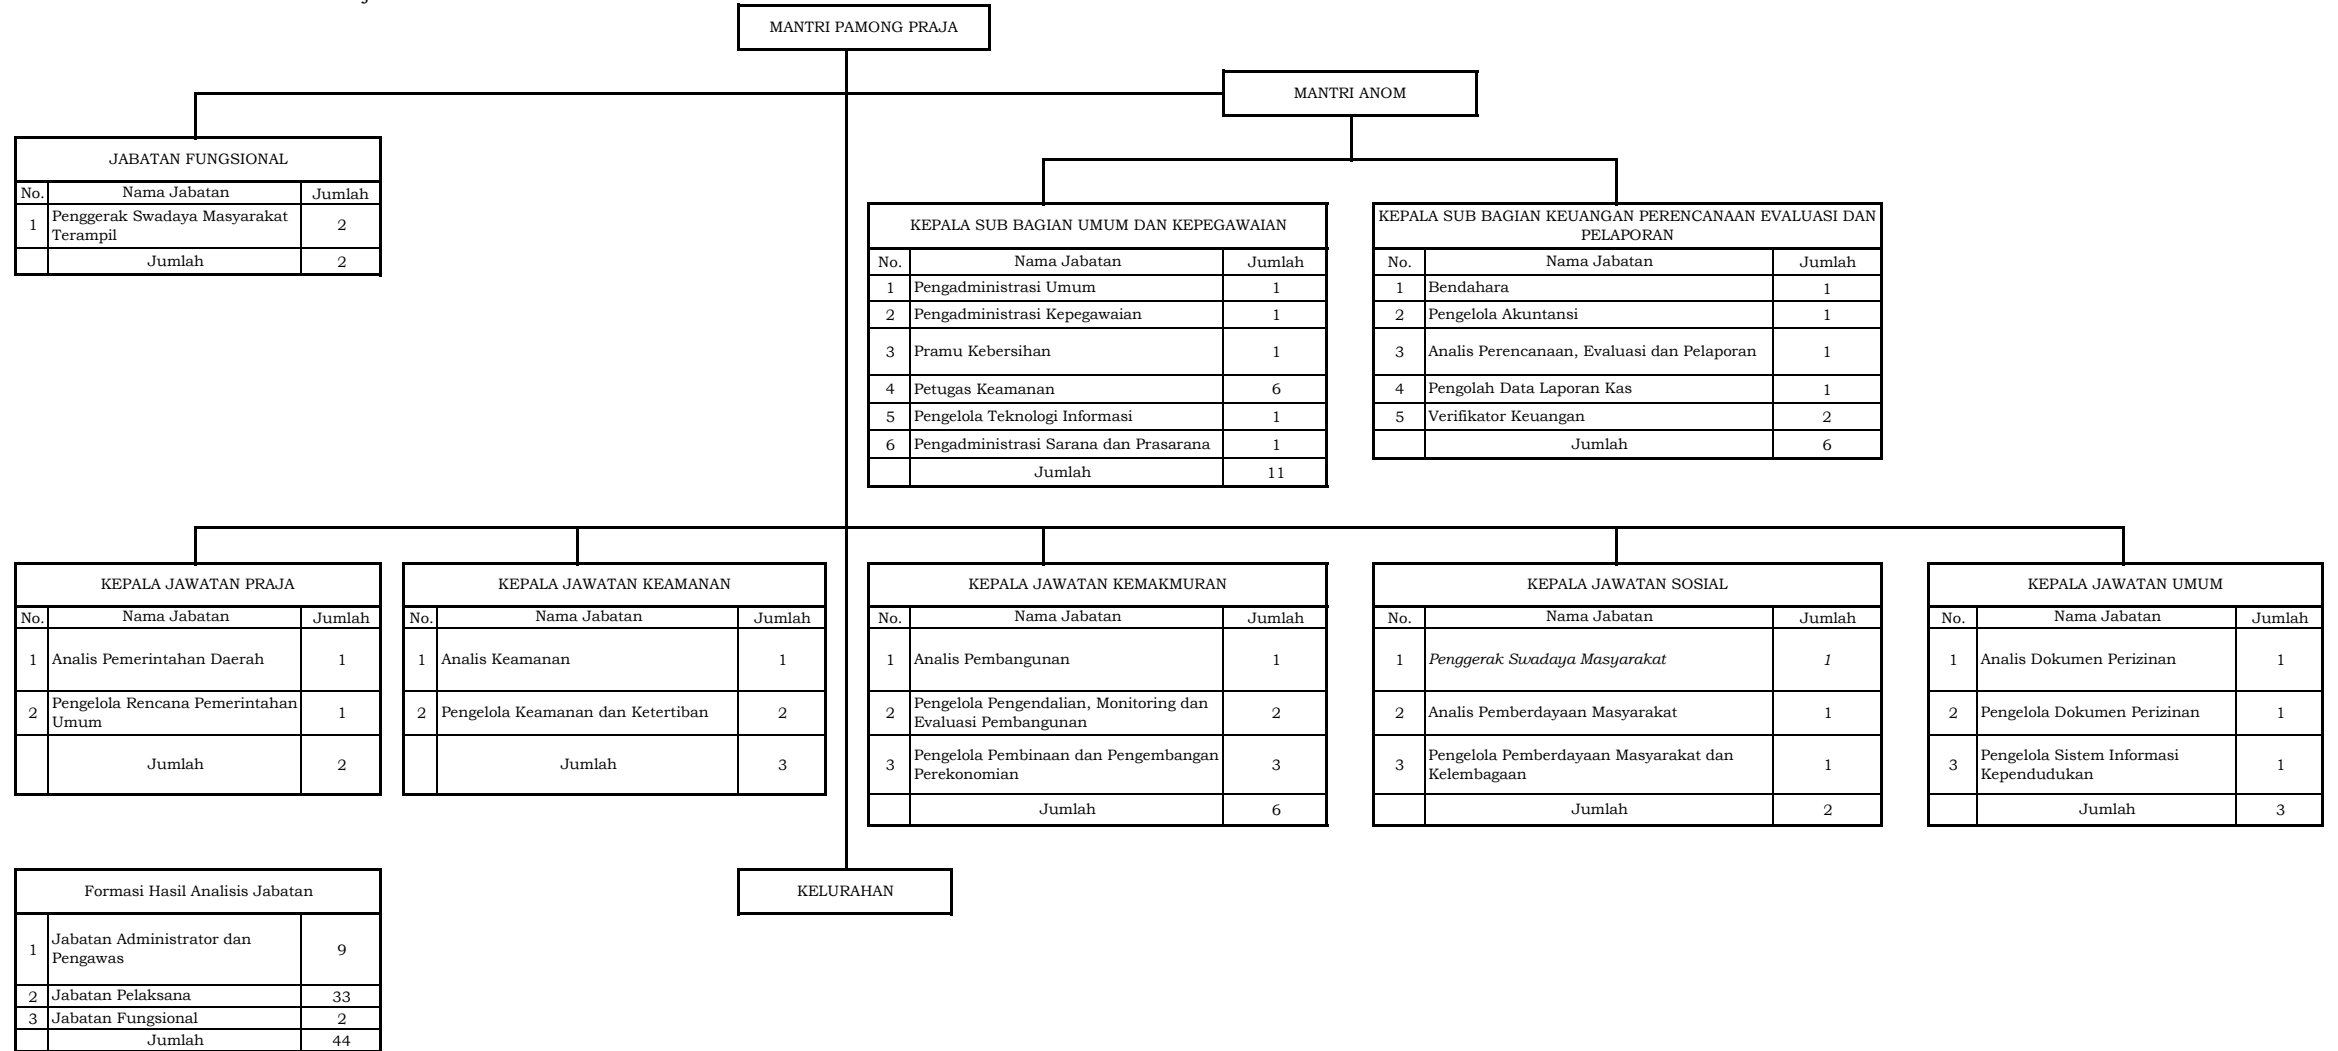 MANTRI PAMONG PRAJA
MANTRI ANOM
JABATAN FUNGSIONAL
No. Nama Jabatan Jumlah
1 Penggerak Swadaya Masyarakat
Terampil 2
Jumlah 2
KEPALA SUB BAGIAN UMUM DAN KEPEGAWAIAN
No. Nama Jabatan Jumlah
1 Pengadministrasi Umum 1
2 Pengadministrasi Kepegawaian 1
3 Pramu Kebersihan 1
4 Petugas Keamanan 6
5 Pengelola Teknologi Informasi 1
6 Pengadministrasi Sarana dan Prasarana 1
Jumlah 11
KEPALA SUB BAGIAN KEUANGAN PERENCANAAN EVALUASI DAN
PELAPORAN
No. Nama Jabatan Jumlah
1 Bendahara 1
2 Pengelola Akuntansi 1
3 Analis Perencanaan, Evaluasi dan Pelaporan 1
4 Pengolah Data Laporan Kas 1
5 Verifikator Keuangan 2
Jumlah 6
KEPALA JAWATAN PRAJA
No. Nama Jabatan Jumlah
1 Analis Pemerintahan Daerah 1
2 Pengelola Rencana Pemerintahan
Umum 1
Jumlah 2
KEPALA JAWATAN KEAMANAN
No. Nama Jabatan Jumlah
1 Analis Keamanan 1
2 Pengelola Keamanan dan Ketertiban 2
Jumlah 3
KEPALA JAWATAN KEMAKMURAN
No. Nama Jabatan Jumlah
1 Analis Pembangunan 1
2 Pengelola Pengendalian, Monitoring dan
Evaluasi Pembangunan 2
3 Pengelola Pembinaan dan Pengembangan
Perekonomian 3
Jumlah 6
KEPALA JAWATAN SOSIAL
No. Nama Jabatan Jumlah
1 Penggerak Swadaya Masyarakat 1
2 Analis Pemberdayaan Masyarakat 1
3 Pengelola Pemberdayaan Masyarakat dan
Kelembagaan 1
Jumlah 2
KEPALA JAWATAN UMUM
No. Nama Jabatan Jumlah
1 Analis Dokumen Perizinan 1
2 Pengelola Dokumen Perizinan 1
3 Pengelola Sistem Informasi
Kependudukan 1
Jumlah 3
Formasi Hasil Analisis Jabatan
1 Jabatan Administrator dan
Pengawas 9
2 Jabatan Pelaksana 33
3 Jabatan Fungsional 2
Jumlah 44
KELURAHAN